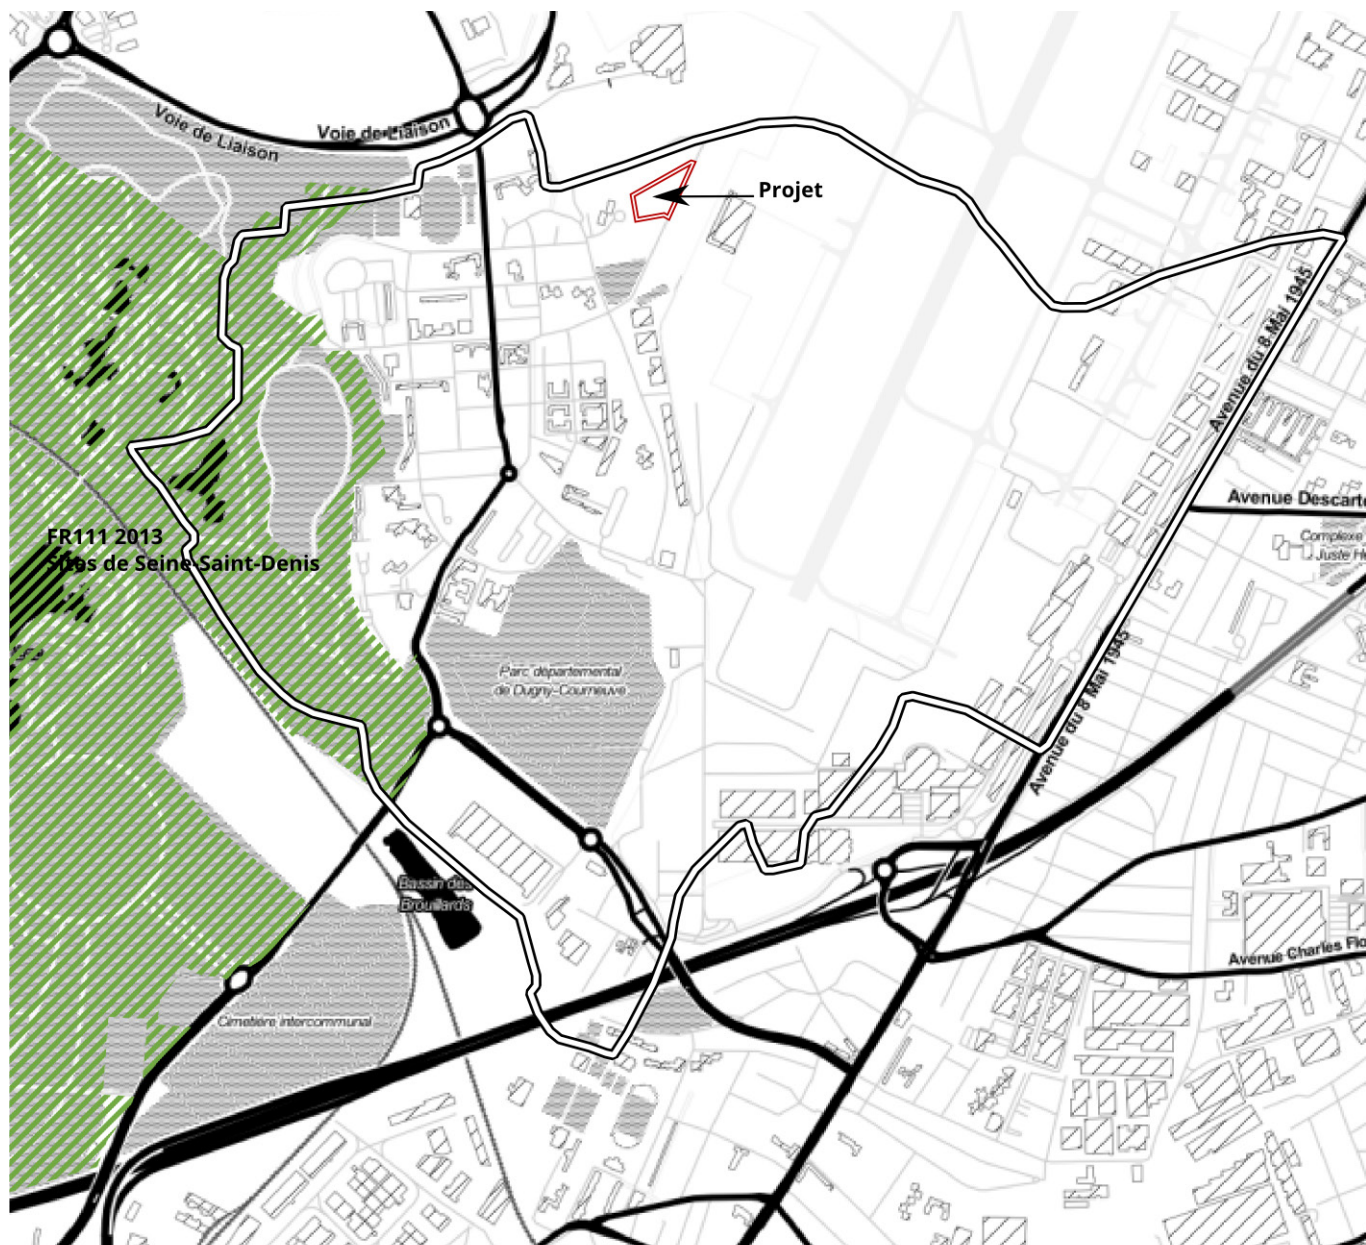 Voie de Liaison
Voie de Liaison
Projet
Avenue du 8 Mai 1945
Avenue Descarte
Complexe
Juste He
FR111 2013
Sites de Seine-Saint-Denis
Parc départemental
de Dugny-Courneuve
Avenue du 8 Mai 1945
Bassin des
Brouillards
Avenue Charles Flo
Cimetière intercommunal